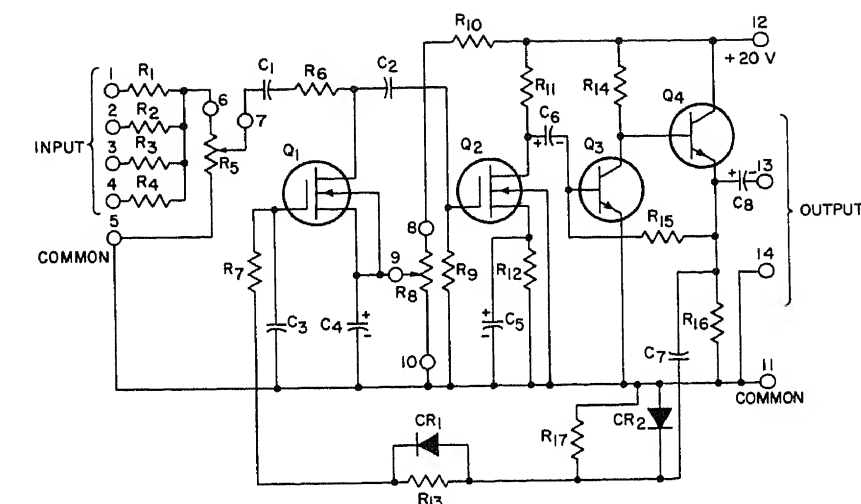 R10
12
+20 V
1
R1
C1
R6
C2
R11
R14
Q4
6
2
R2
7
C6
INPUT
3
R3
R5
Q1
Q2
+ -
Q3
4
R4
+ -
13
C8
OUTPUT
5
8
R15
COMMON
9
14
R7
R8
R9
R12
C3
C4
+
-
+
-
C5
R16
C7
10
11
COMMON
CR1
R17
CR2
R13